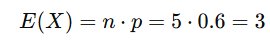 E(X) = n · p = 5 · 0.6 = 3